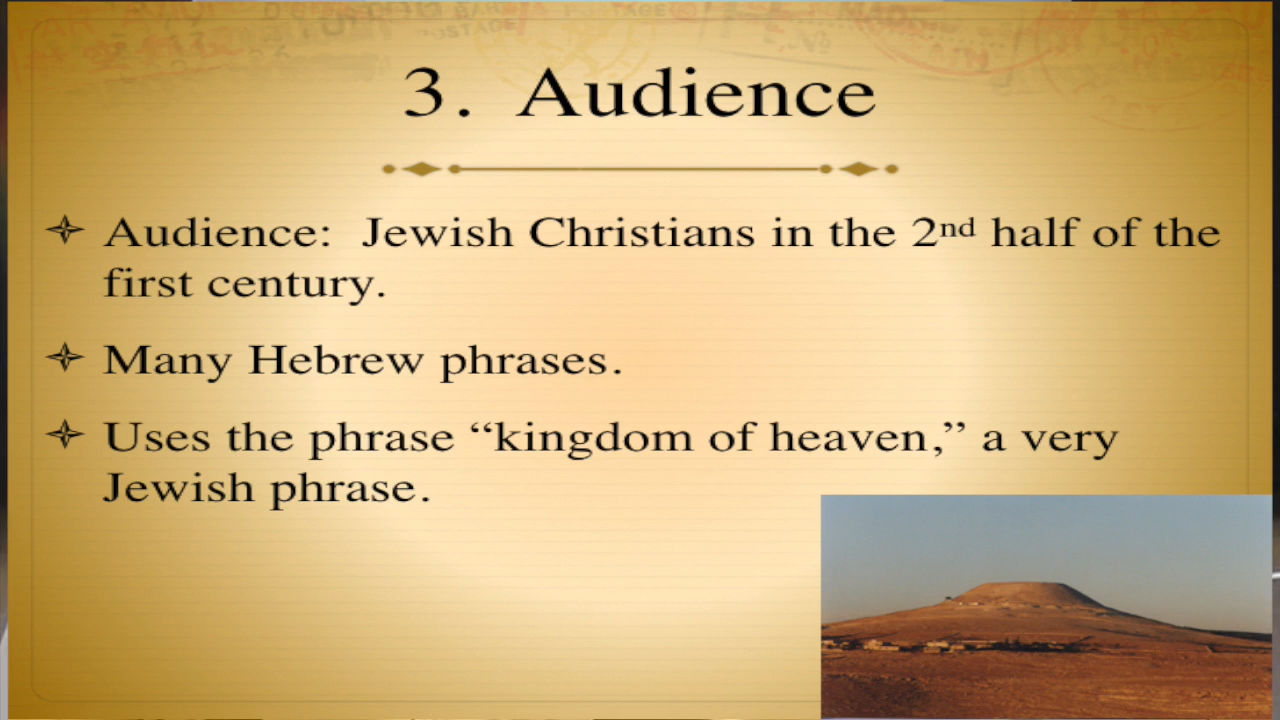 3. Audience
Audience: Jewish Christians in the 2nd half of the
first century.
Many Hebrew phrases.
Uses the phrase “kingdom of heaven,” a very
Jewish phrase.